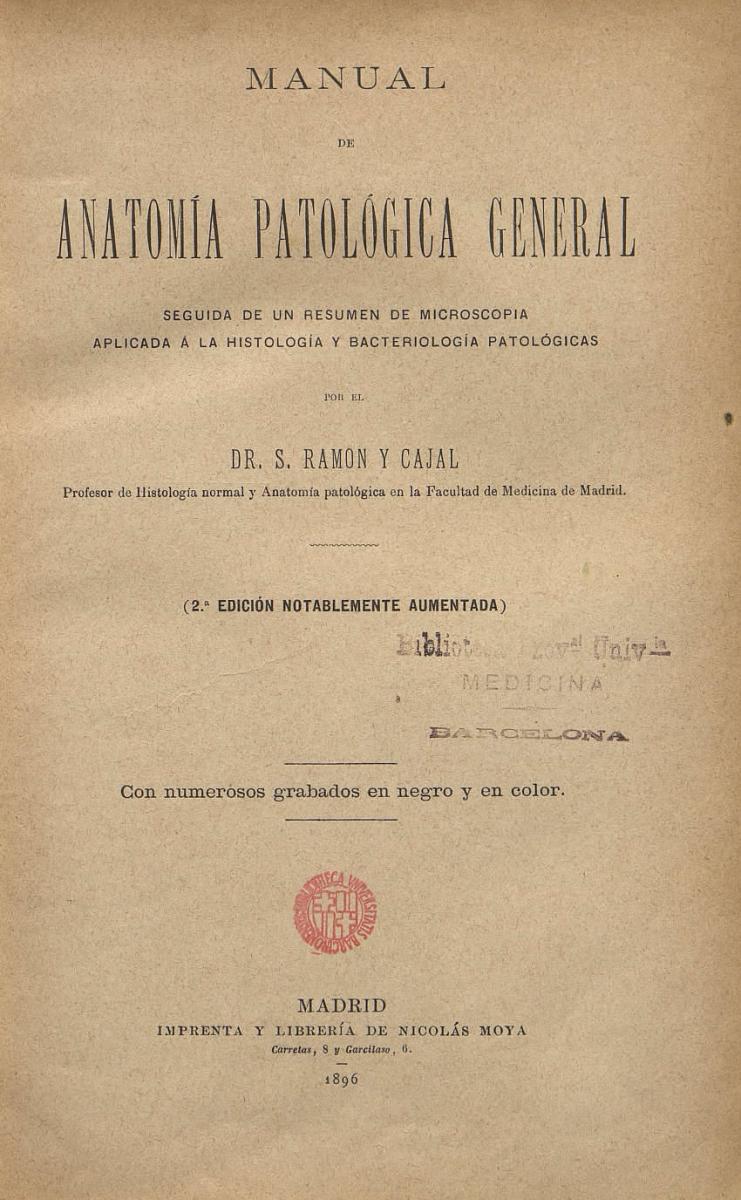 MANUAL
DE
ANATOMÍA PATOLÓGICA GENERAL
SEGUIDA DE UN RESUMEN DE MICROSCOPIA
APLICADA Á LA HISTOLOGÍA Y BACTERIOLOGÍA PATOLÓGICAS
POR EL
DR. S. RAMON Y CAJAL
Profesor de Histología normal y Anatomía patológica en la Facultad de Medicina de Madrid.
(2.ª EDICIÓN NOTABLEMENTE AUMENTADA)
Univ
MEDICINA
BARCELONA
Con numerosos grabados en negro y en color.
BIBLIOTHECA UNIVERSITATIS
MADRID
IMPRENTA Y LIBRERÍA DE NICOLÁS MOYA
Carretas, 8 y Garcilaso, 6.
1896